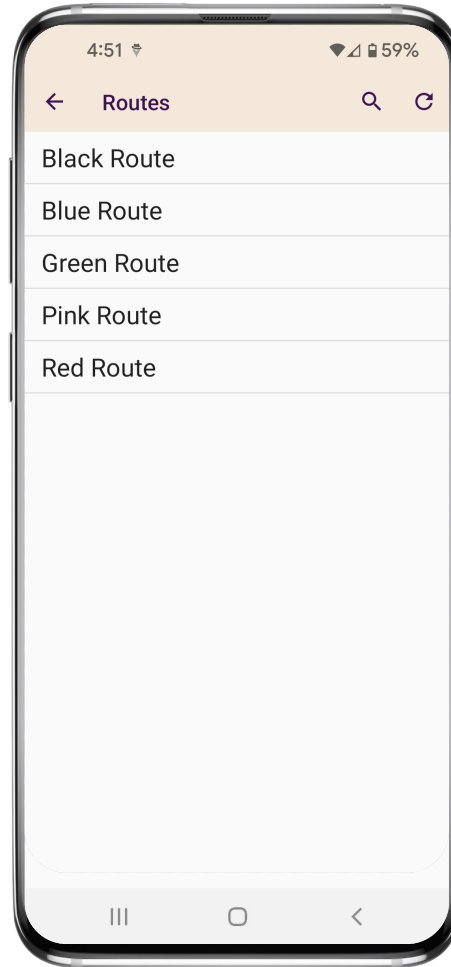 4:51 59%
Routes
Black Route
Blue Route
Green Route
Pink Route
Red Route